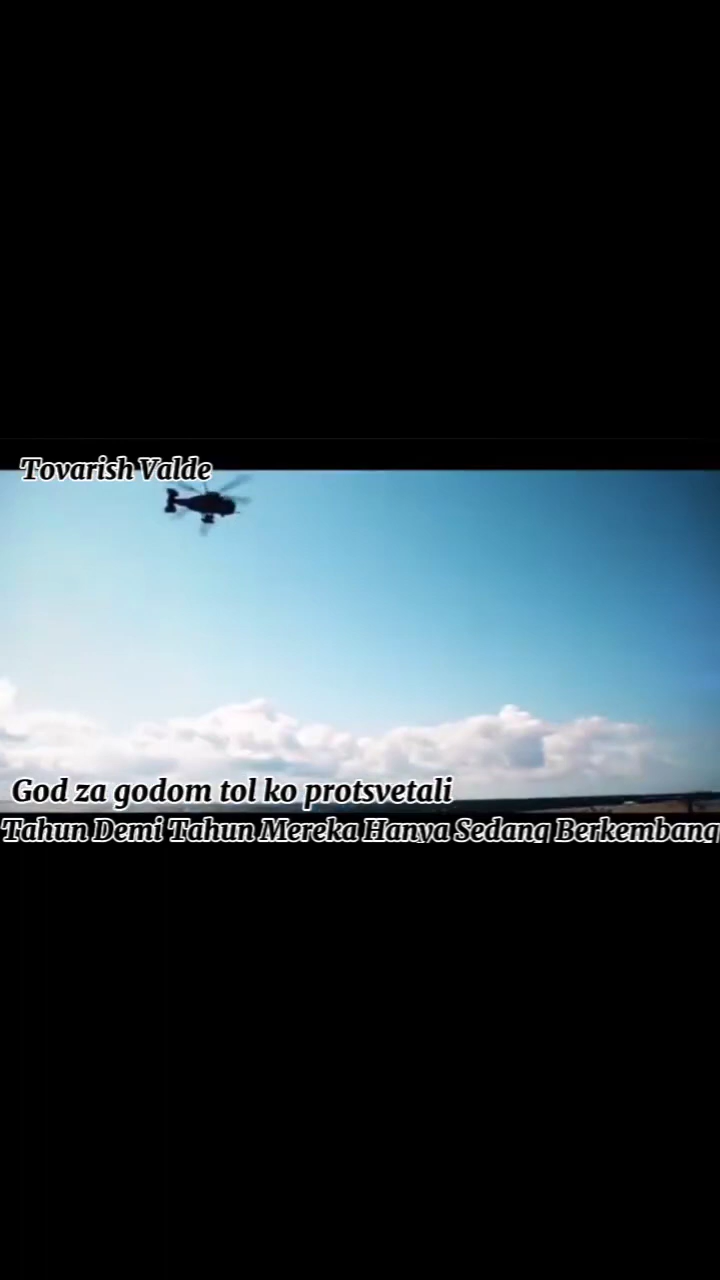 Tovarish Valde
God za godom tol ko protsvetali
Tahun Demi Tahun Mereka Hanya Sedang Berkembang